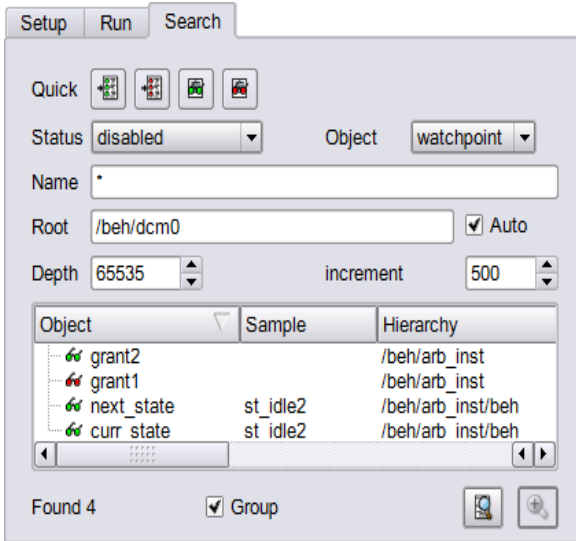 Setup Run Search
Quick
Status disabled Object watchpoint
Name *
Root /beh/dcm0 Auto
Depth 65535 increment 500
Object Sample Hierarchy
grant2 /beh/arb_inst
grant1 /beh/arb_inst
next_state st_idle2 /beh/arb_inst/beh
curr_state st_idle2 /beh/arb_inst/beh
Found 4 Group